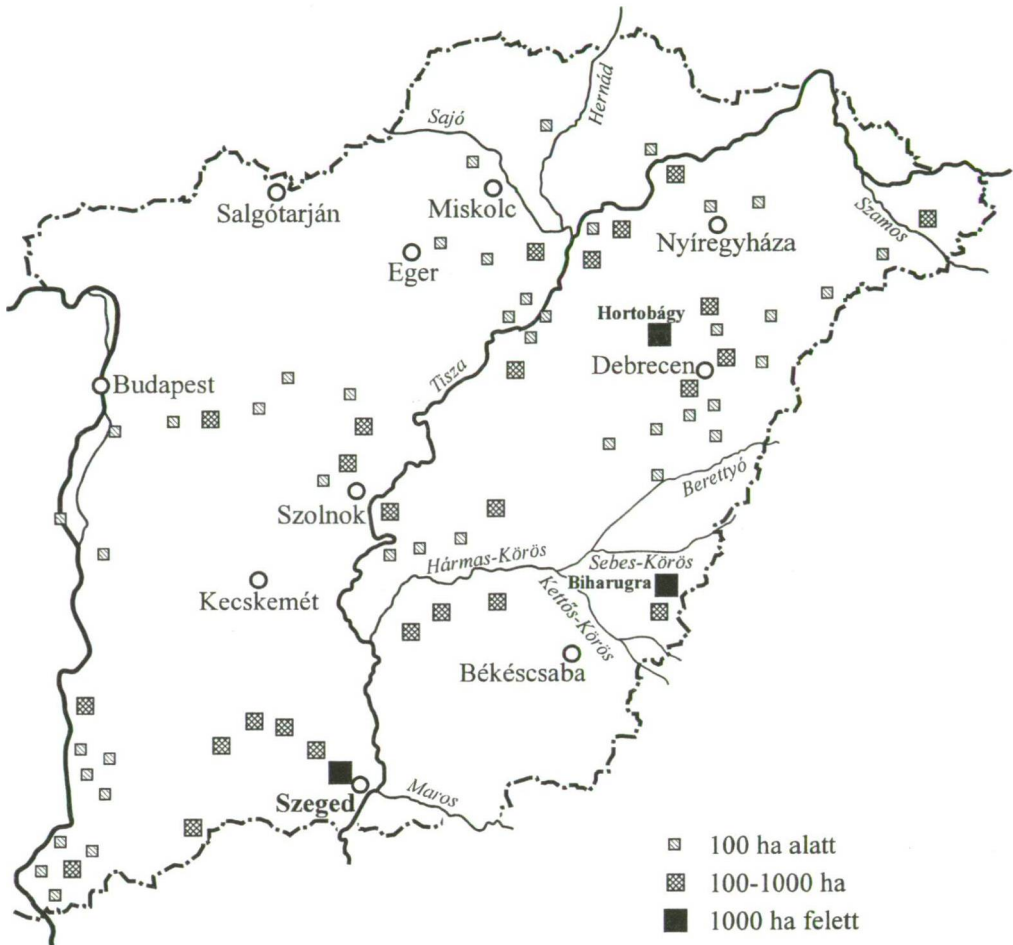 Hernád
Sajó
Salgótarján
Miskolc
Szamos
Nyíregyháza
Eger
Hortobágy
Debrecen
Tisza
Budapest
Berettyó
Szolnok
Hármas-Körös
Sebes-Körös
Biharugra
Kettős-Körös
Kecskemét
Békéscsaba
Szeged
Maros
100 ha alatt
100-1000 ha
1000 ha felett